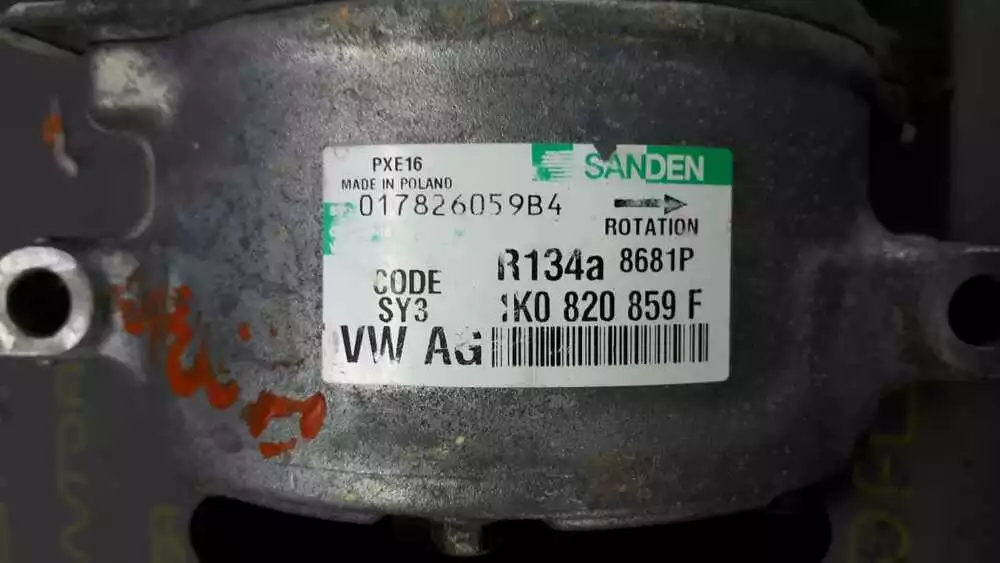 PXE16
SANDEN
MADE IN POLAND
017826059B4
ROTATION
R134a 8681P
CODE
SY3
1K0 820 859 F
VW AG